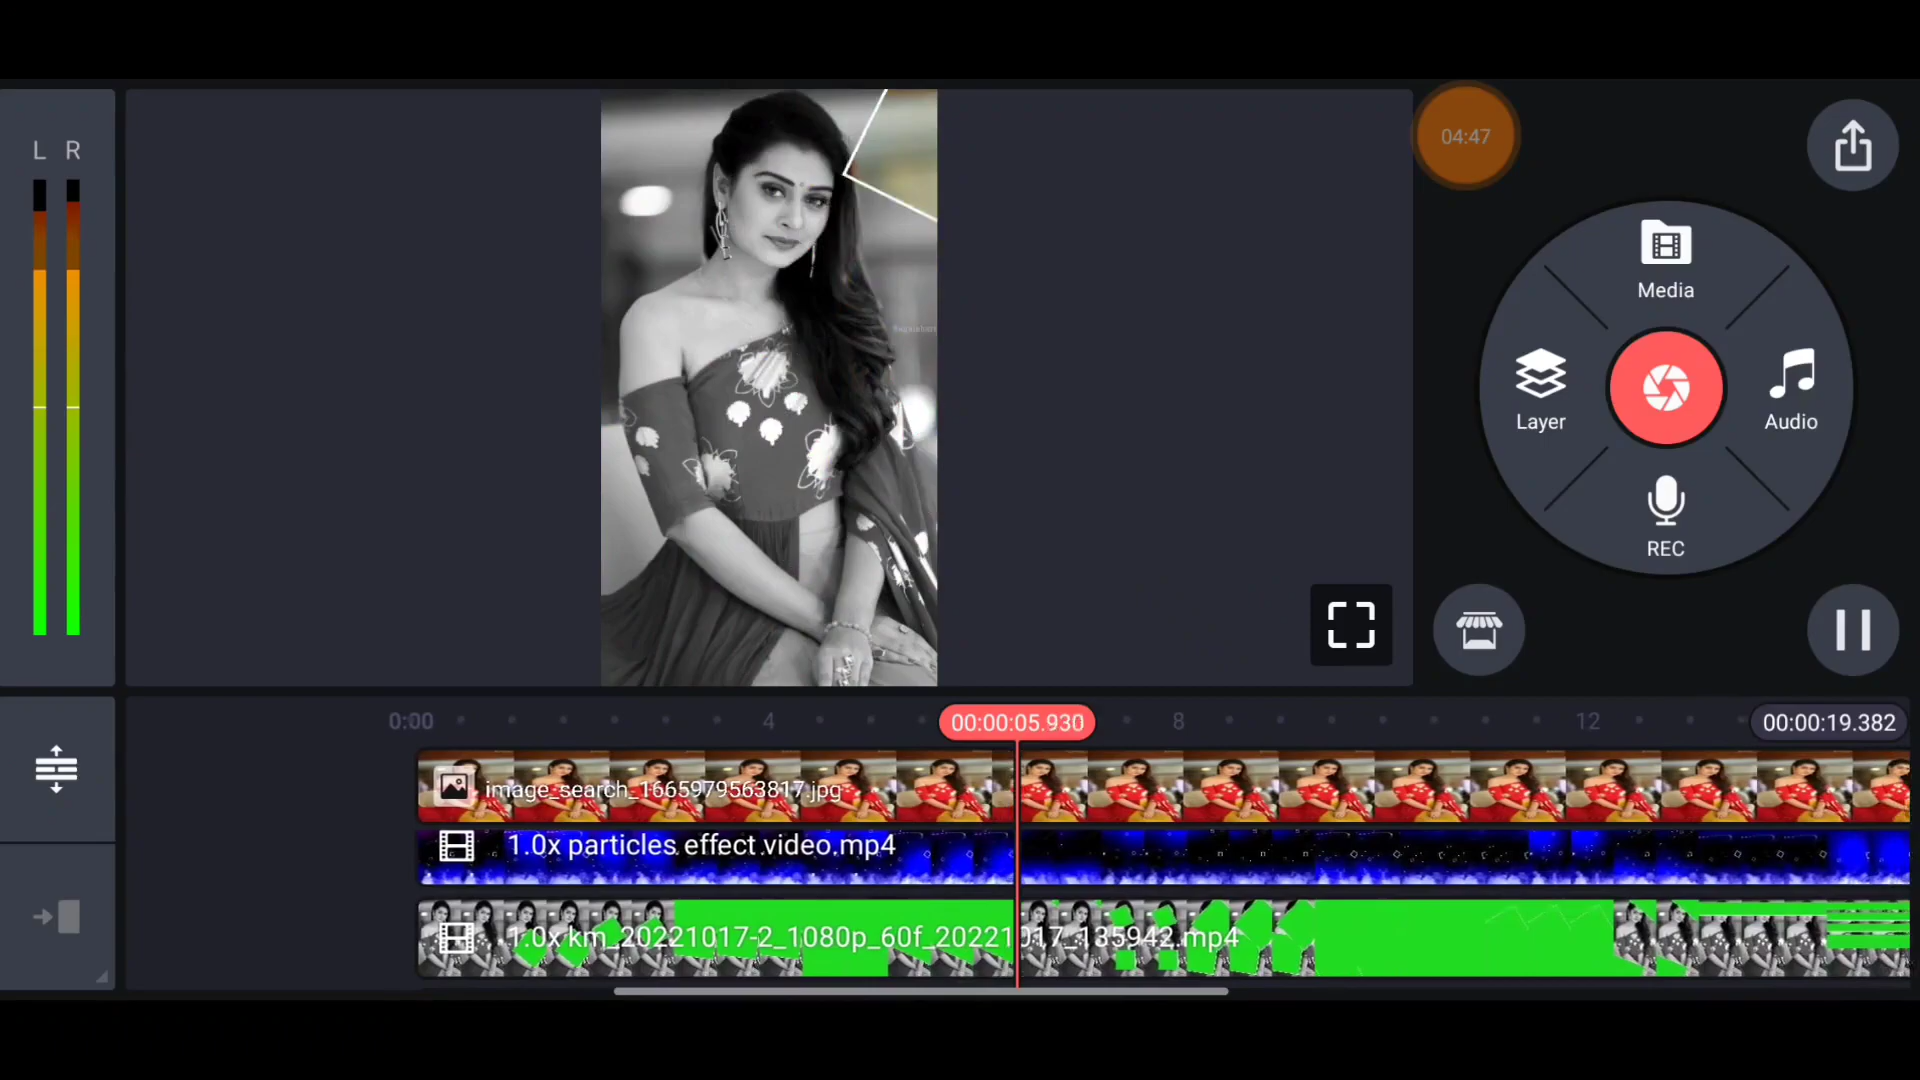 L R
04:47
Media
Layer
Audio
REC
0:00
4
00:00:05.930
8
12
00:00:19.382
image_search_1665979563817.jpg
1.0x particles effect video.mp4
1.0x km_20221017-2_1080p_60f_20221017_135942.mp4